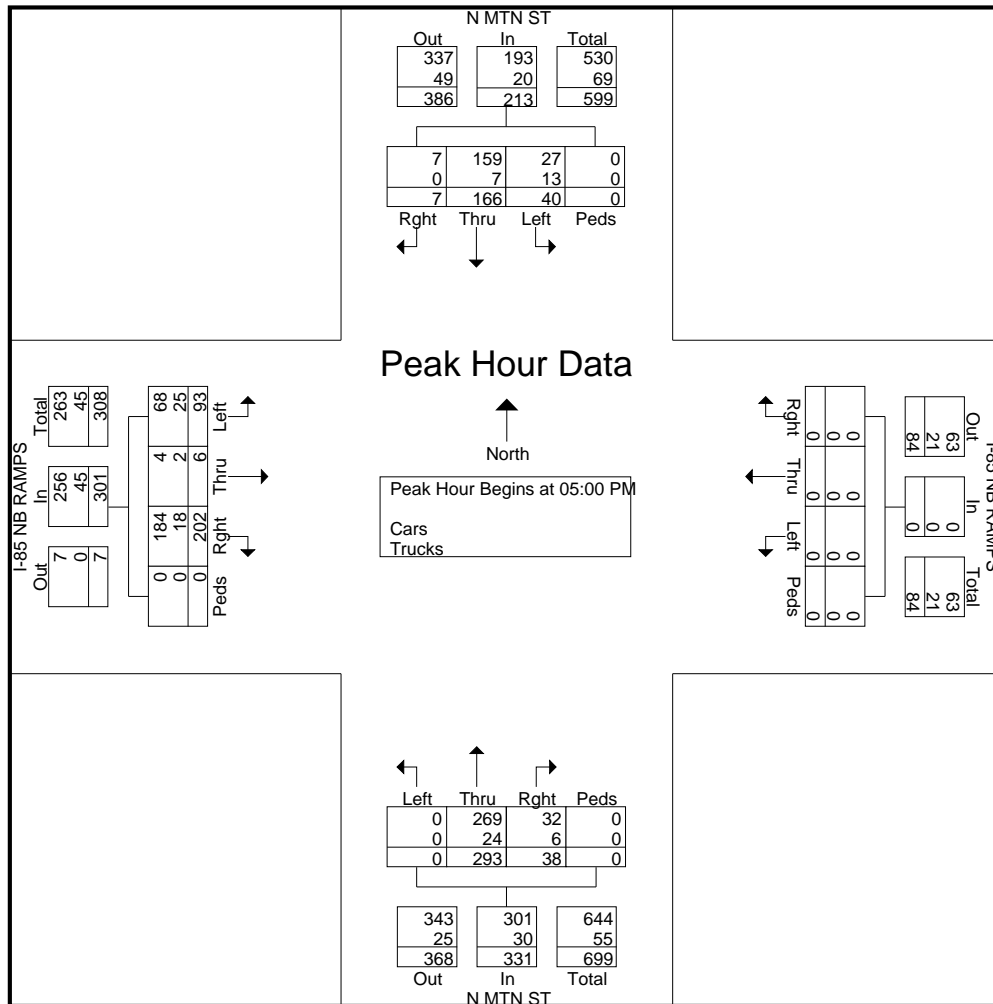 N MTN ST
Out In Total
337 193 530
49 20 69
386 213 599
7 159 27 0
0 7 13 0
7 166 40 0
Rght Thru Left Peds
Peak Hour Data
North
Peak Hour Begins at 05:00 PM
Cars
Trucks
I-85 NB RAMPS
Out In Total
7 256 263
0 45 45
7 301 308
Peds Rght Thru Left
0 184 4 68
0 18 2 25
0 202 6 93
I-85 NB RAMPS
Out In Total
63 0 63
21 0 21
84 0 84
Rght Thru Left Peds
0 0 0 0
0 0 0 0
0 0 0 0
Left Thru Rght Peds
0 269 32 0
0 24 6 0
0 293 38 0
343 301 644
25 30 55
368 331 699
Out In Total
N MTN ST